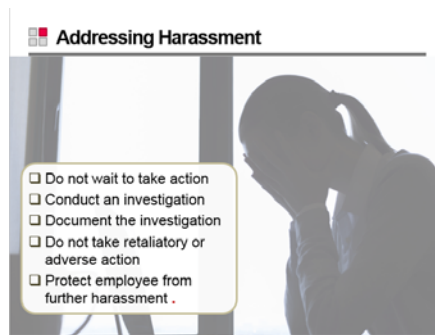 Addressing Harassment
❑ Do not wait to take action
❑ Conduct an investigation
❑ Document the investigation
❑ Do not take retaliatory or
adverse action
❑ Protect employee from
further harassment .